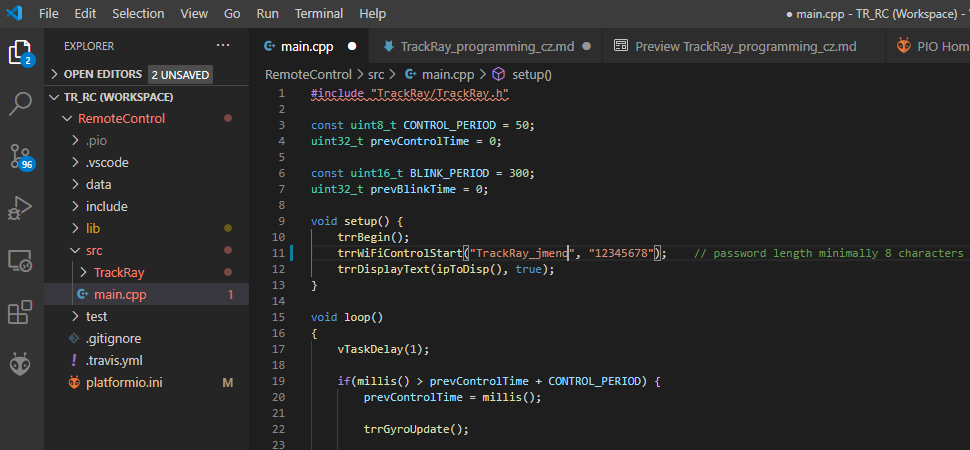 File Edit Selection View Go Run Terminal Help
● main.cpp - TR_RC (Workspace) -
EXPLORER ···
main.cpp ●
TrackRay_programming_cz.md ●
Preview TrackRay_programming_cz.md
PIO Hom
2
OPEN EDITORS 2 UNSAVED
TR_RC (WORKSPACE)
RemoteControl
.pio
.vscode
96
data
include
lib
src
TrackRay
main.cpp 1
test
.gitignore
.travis.yml
platformio.ini M
RemoteControl > src > main.cpp > setup()
1 #include "TrackRay/TrackRay.h"
2
3 const uint8_t CONTROL_PERIOD = 50;
4 uint32_t prevControlTime = 0;
5
6 const uint16_t BLINK_PERIOD = 300;
7 uint32_t prevBlinkTime = 0;
8
9 void setup() {
10 trrBegin();
11 trrWiFiControlStart("TrackRay_jmeno", "12345678"); // password length minimally 8 characters
12 trrDisplayText(ipToDisp(), true);
13 }
14
15 void loop()
16 {
17 vTaskDelay(1);
18
19 if(millis() > prevControlTime + CONTROL_PERIOD) {
20 prevControlTime = millis();
21
22 trrGyroUpdate();
23